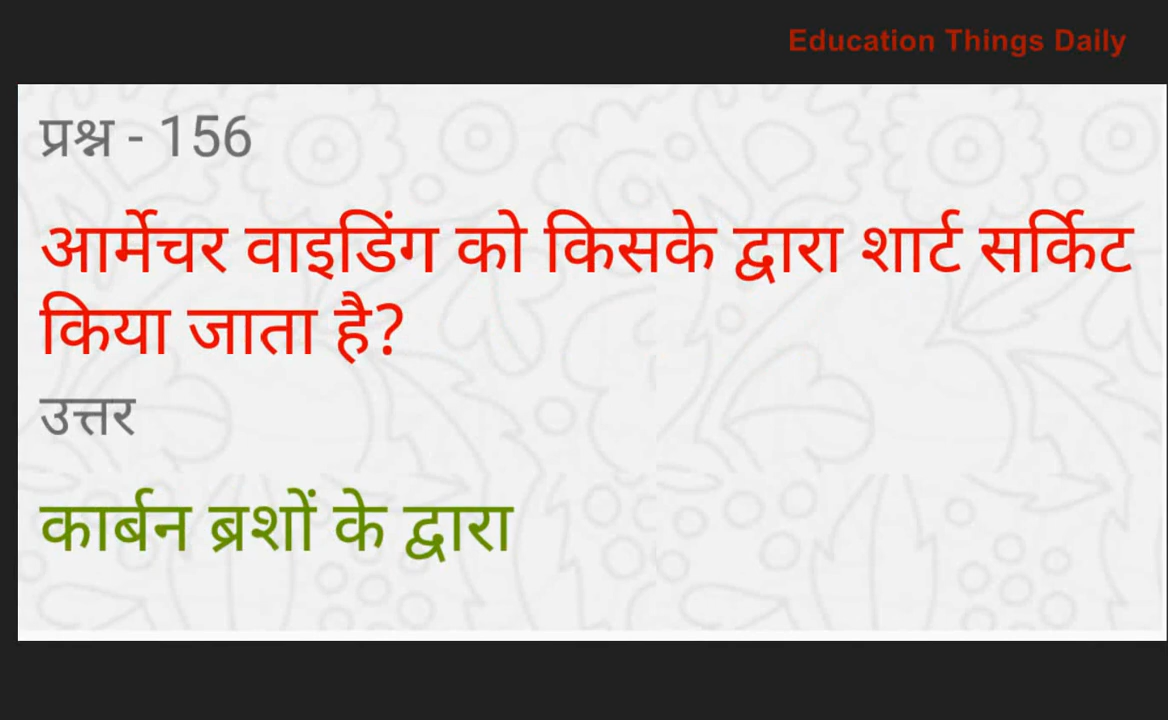 Education Things Daily
प्रश्न - 156
आर्मेचर वाइडिंग को किसके द्वारा शार्ट सर्किट
किया जाता है?
उत्तर
कार्बन ब्रशों के द्वारा